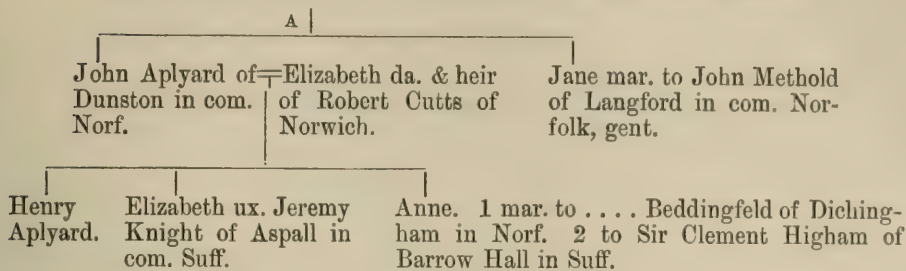 A
John Aplyard of
Dunston in com.
Norf.
Elizabeth da. & heir
of Robert Cutts of
Norwich.
Jane mar. to John Methold
of Langford in com. Nor-
folk, gent.
Henry
Aplyard.
Elizabeth ux. Jeremy
Knight of Aspall in
com. Suff.
Anne. 1 mar. to .... Beddingfeld of Diching-
ham in Norf. 2 to Sir Clement Higham of
Barrow Hall in Suff.